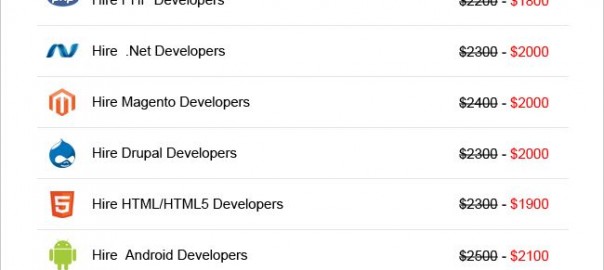 Hire PHP Developers $2200 - $1800
Hire .Net Developers $2300 - $2000
Hire Magento Developers $2400 - $2000
Hire Drupal Developers $2300 - $2000
5 Hire HTML/HTML5 Developers $2300 - $1900
Hire Android Developers $2500 - $2100